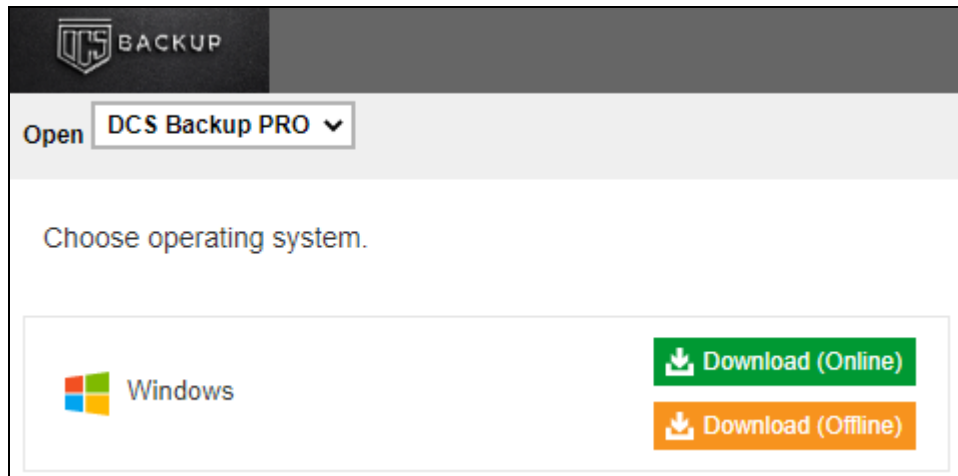 DCS BACKUP
Open DCS Backup PRO
Choose operating system.
Download (Online)
Windows
Download (Offline)